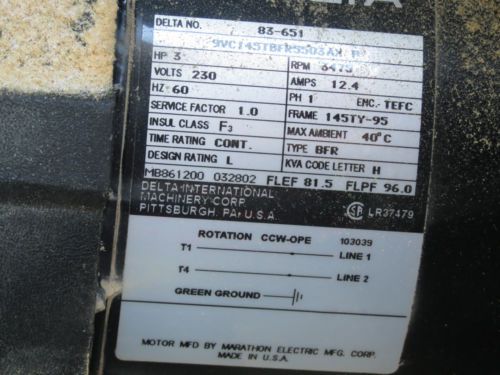 DELTA NO. 83-651
HP 3
RPM
VOLTS 230
AMPS 12.4
HZ 60
PH 1 ENC. TEFC
SERVICE FACTOR 1.0
FRAME 145TY-95
INSUL CLASS F3
MAX AMBIENT 40°C
TIME RATING CONT.
TYPE BFR
DESIGN RATING L
KVA CODE LETTER H
MB861200 032802 FLEF 81.5 FLPF 96.0
DELTA INTERNATIONAL
MACHINERY CORP.
PITTSBURGH, PA, U.S.A.
LR37479
ROTATION CCW-OPE 103039
T1 LINE 1
T4 LINE 2
GREEN GROUND
MOTOR MFD. BY MARATHON ELECTRIC MFG. CORP.
MADE IN U.S.A.